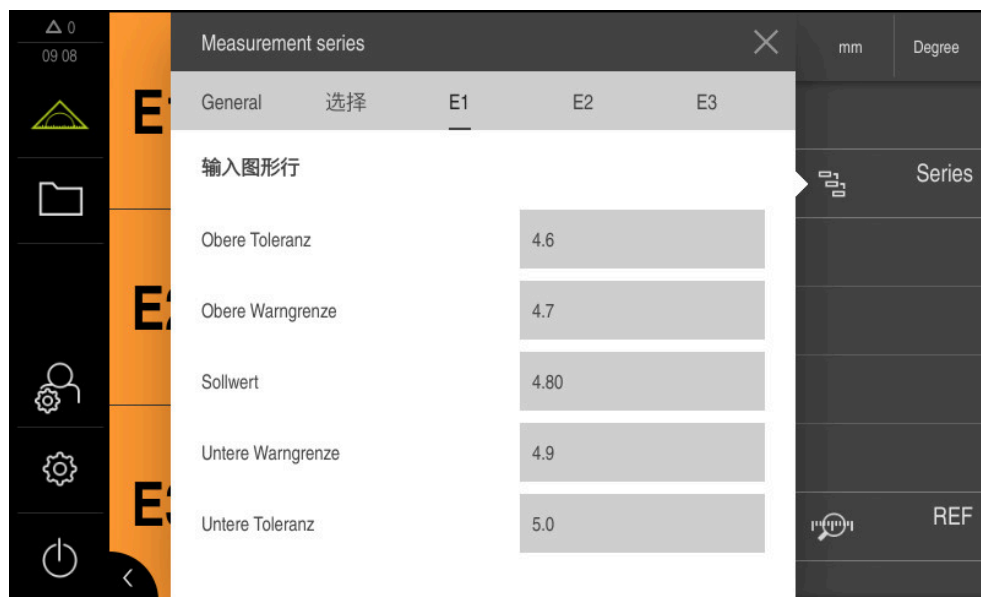 0
09 08
Measurement series
mm
Degree
General 选择 E1 E2 E3
输入图形行
Series
Obere Toleranz 4.6
Obere Warngrenze 4.7
Sollwert 4.80
Untere Warngrenze 4.9
Untere Toleranz 5.0
REF